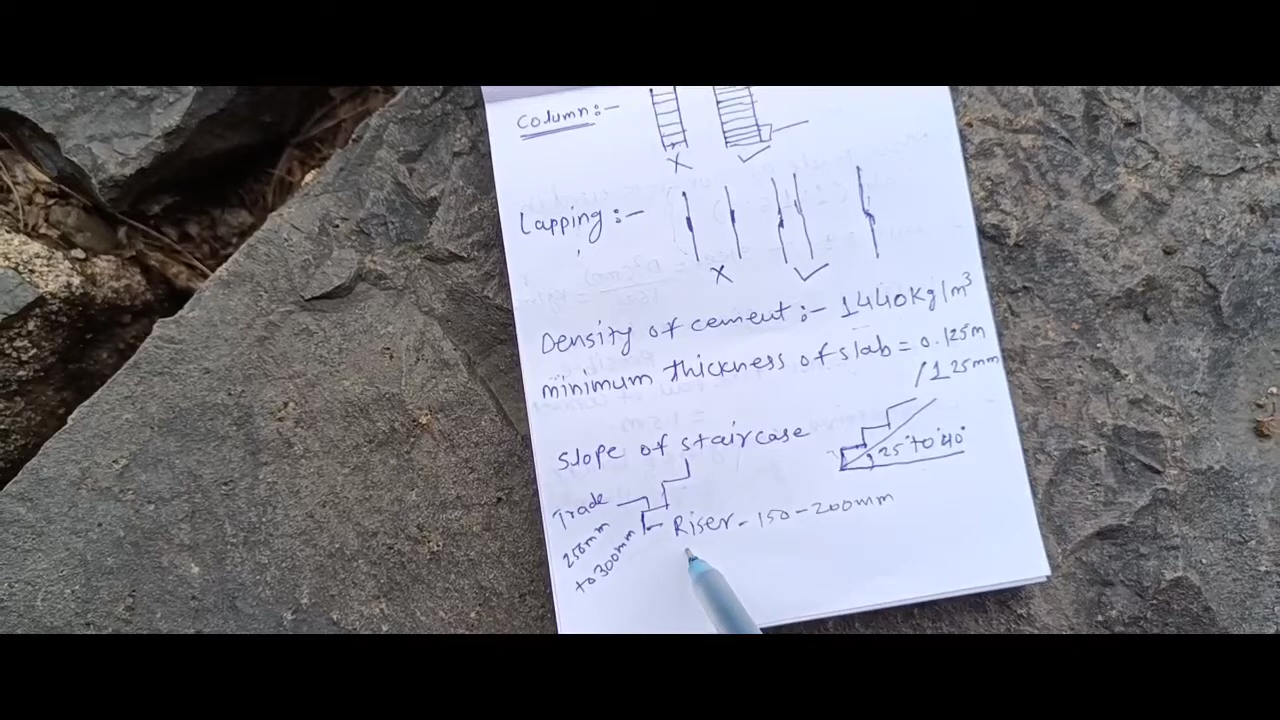 Column:-
X
Lapping:-
X
Density of cement:- 1440kg/m³
minimum thickness of slab = 0.125m
/125mm
slope of staircase
25° to 40°
Trade
250mm
to 300mm
Riser - 150-200mm